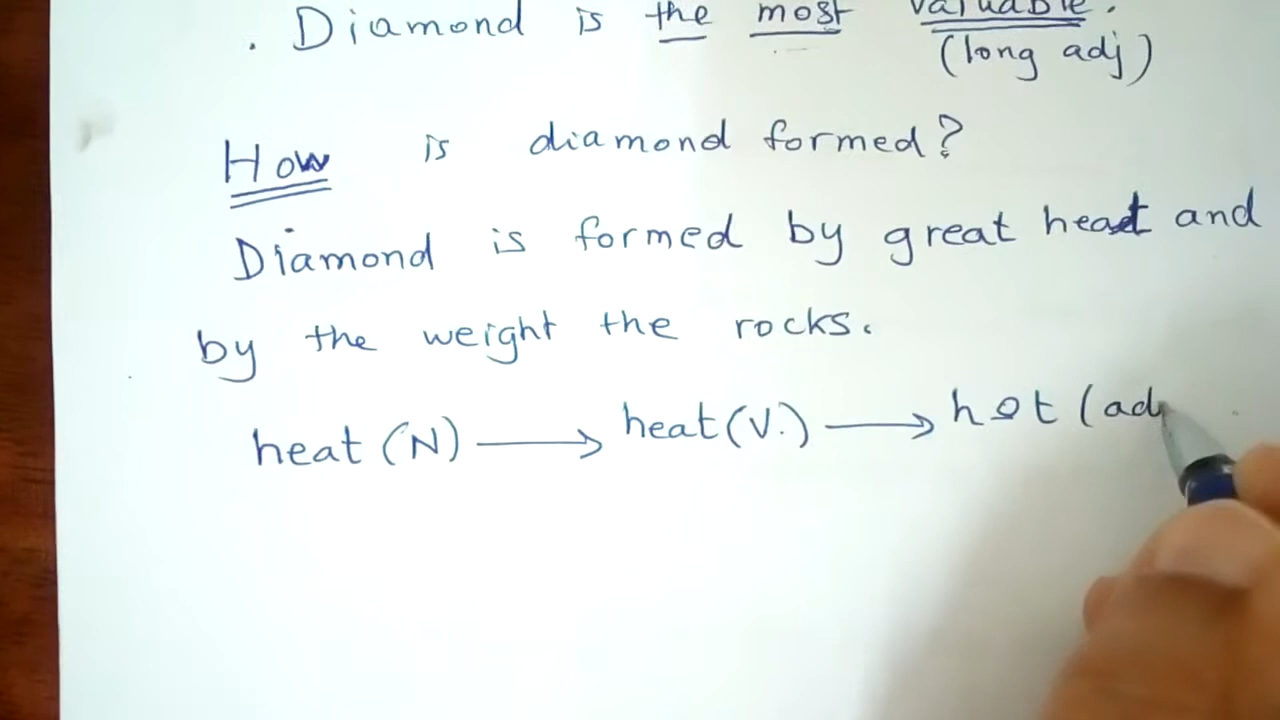 . Diamond is the most valuable.
(long adj)
How is diamond formed?
Diamond is formed by great heat and
by the weight the rocks.
heat (N) → heat (V.) → hot (ad